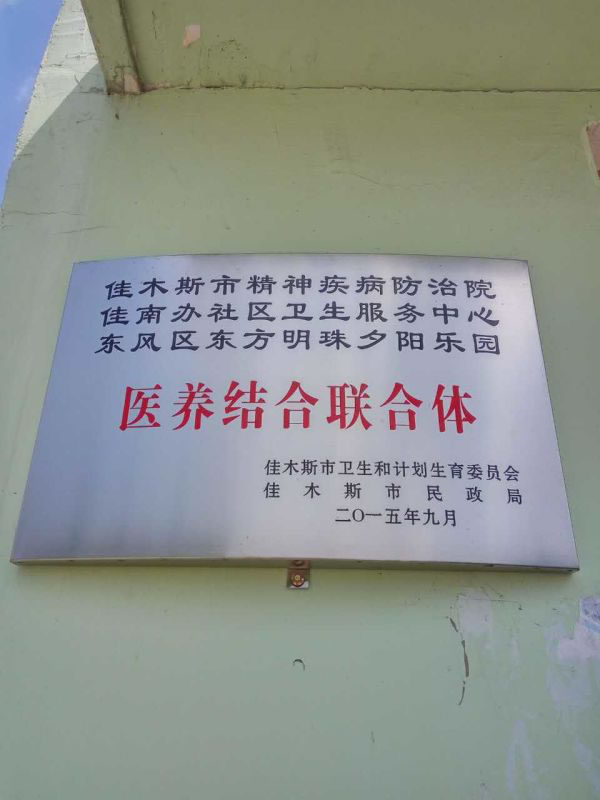 佳木斯市精神疾病防治院
佳南办社区卫生服务中心
东风区东方明珠夕阳乐园
医养结合联合体
佳木斯市卫生和计划生育委员会
佳木斯市民政局
二〇一五年九月